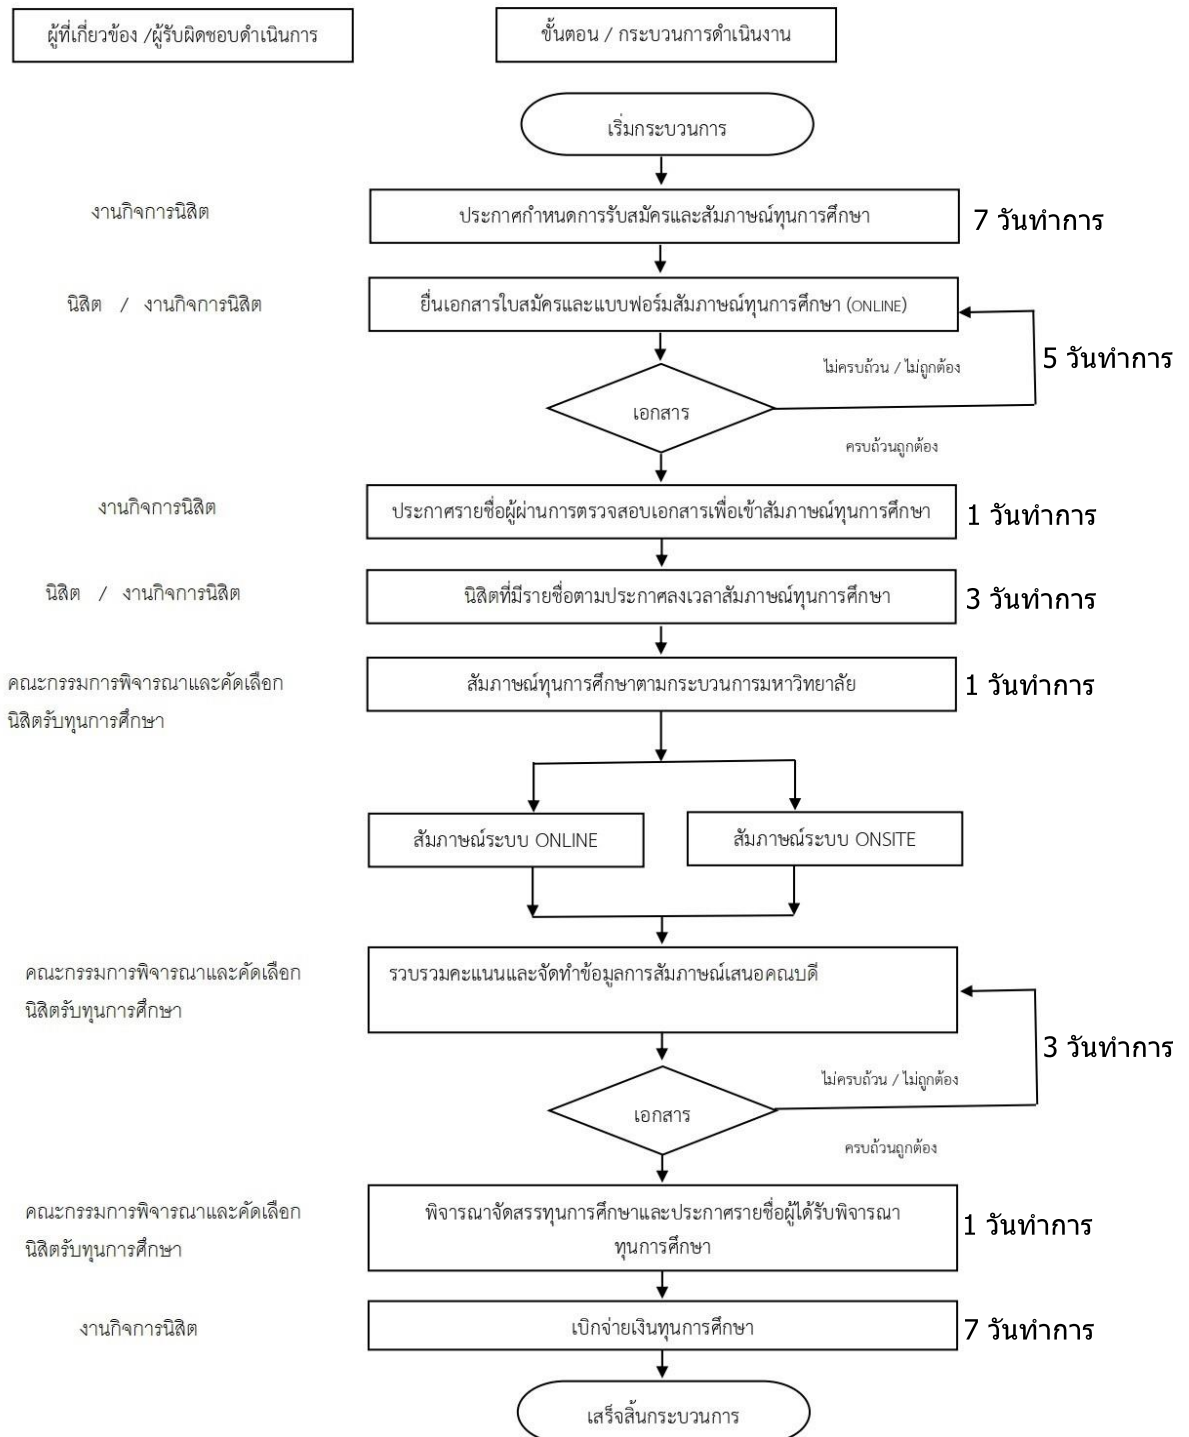 ผู้ที่เกี่ยวข้อง /ผู้รับผิดชอบดำเนินการ
ขั้นตอน / กระบวนการดำเนินงาน
เริ่มกระบวนการ
งานกิจการนิสิต
ประกาศกำหนดการรับสมัครและสัมภาษณ์ทุนการศึกษา
7 วันทำการ
นิสิต / งานกิจการนิสิต
ยื่นเอกสารใบสมัครและแบบฟอร์มสัมภาษณ์ทุนการศึกษา (ONLINE)
5 วันทำการ
ไม่ครบถ้วน / ไม่ถูกต้อง
เอกสาร
ครบถ้วนถูกต้อง
งานกิจการนิสิต
ประกาศรายชื่อผู้ผ่านการตรวจสอบเอกสารเพื่อเข้าสัมภาษณ์ทุนการศึกษา
1 วันทำการ
นิสิต / งานกิจการนิสิต
นิสิตที่มีรายชื่อตามประกาศลงเวลาสัมภาษณ์ทุนการศึกษา
3 วันทำการ
คณะกรรมการพิจารณาและคัดเลือก
นิสิตรับทุนการศึกษา
สัมภาษณ์ทุนการศึกษาตามกระบวนการมหาวิทยาลัย
1 วันทำการ
สัมภาษณ์ระบบ ONLINE
สัมภาษณ์ระบบ ONSITE
คณะกรรมการพิจารณาและคัดเลือก
นิสิตรับทุนการศึกษา
รวบรวมคะแนนและจัดทำข้อมูลการสัมภาษณ์เสนอคณบดี
3 วันทำการ
ไม่ครบถ้วน / ไม่ถูกต้อง
เอกสาร
ครบถ้วนถูกต้อง
คณะกรรมการพิจารณาและคัดเลือก
นิสิตรับทุนการศึกษา
พิจารณาจัดสรรทุนการศึกษาและประกาศรายชื่อผู้ได้รับพิจารณา
ทุนการศึกษา
1 วันทำการ
งานกิจการนิสิต
เบิกจ่ายเงินทุนการศึกษา
7 วันทำการ
เสร็จสิ้นกระบวนการ